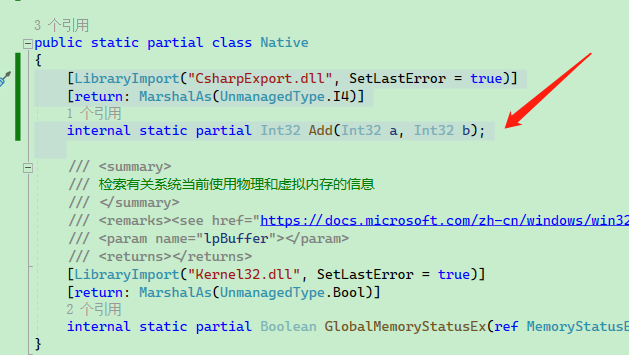 3 个引用
public static partial class Native
{
[LibraryImport("CsharpExport.dll", SetLastError = true)]
[return: MarshalAs(UnmanagedType.I4)]
1 个引用
internal static partial Int32 Add(Int32 a, Int32 b);
/// <summary>
/// 检索有关系统当前使用物理和虚拟内存的信息
/// </summary>
/// <remarks><see href="https://docs.microsoft.com/zh-cn/windows/win32
/// <param name="lpBuffer"></param>
/// <returns></returns>
[LibraryImport("Kernel32.dll", SetLastError = true)]
[return: MarshalAs(UnmanagedType.Bool)]
2 个引用
internal static partial Boolean GlobalMemoryStatusEx(ref MemoryStatusE
}